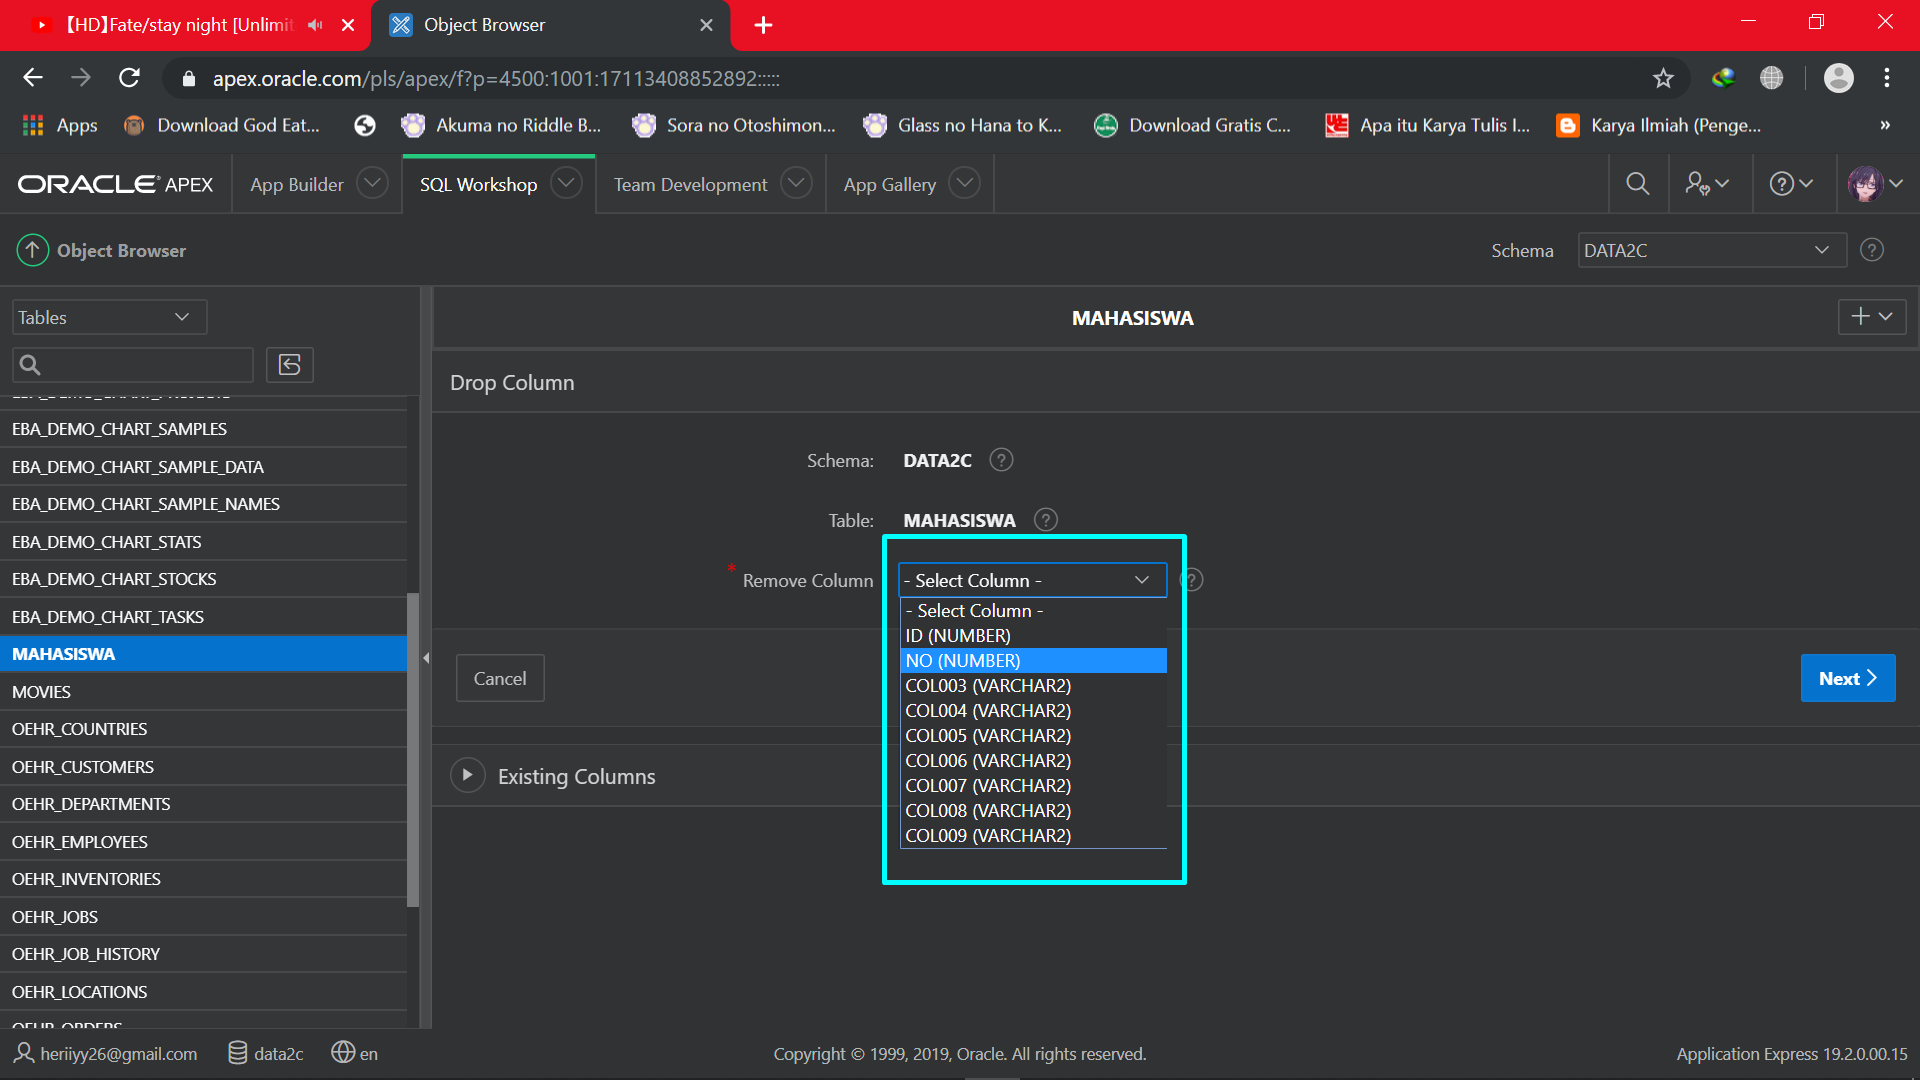 【HD】Fate/stay night [Unlimit
Object Browser
apex.oracle.com/pls/apex/f?p=4500:1001:17113408852892:::::
Apps
Download God Eat...
Akuma no Riddle B...
Sora no Otoshimon...
Glass no Hana to K...
Download Gratis C...
Apa itu Karya Tulis I...
Karya Ilmiah (Penge...
»
ORACLE APEX
App Builder
SQL Workshop
Team Development
App Gallery
Object Browser
Schema
DATA2C
Tables
MAHASISWA
Drop Column
EBA_DEMO_CHART_SAMPLES
EBA_DEMO_CHART_SAMPLE_DATA
EBA_DEMO_CHART_SAMPLE_NAMES
EBA_DEMO_CHART_STATS
EBA_DEMO_CHART_STOCKS
EBA_DEMO_CHART_TASKS
MAHASISWA
MOVIES
OEHR_COUNTRIES
OEHR_CUSTOMERS
OEHR_DEPARTMENTS
OEHR_EMPLOYEES
OEHR_INVENTORIES
OEHR_JOBS
OEHR_JOB_HISTORY
OEHR_LOCATIONS
Schema: DATA2C
Table: MAHASISWA
* Remove Column
- Select Column -
- Select Column -
ID (NUMBER)
NO (NUMBER)
COL003 (VARCHAR2)
COL004 (VARCHAR2)
COL005 (VARCHAR2)
COL006 (VARCHAR2)
COL007 (VARCHAR2)
COL008 (VARCHAR2)
COL009 (VARCHAR2)
Cancel
Next
Existing Columns
heriiyy26@gmail.com
data2c
en
Copyright © 1999, 2019, Oracle. All rights reserved.
Application Express 19.2.0.00.15